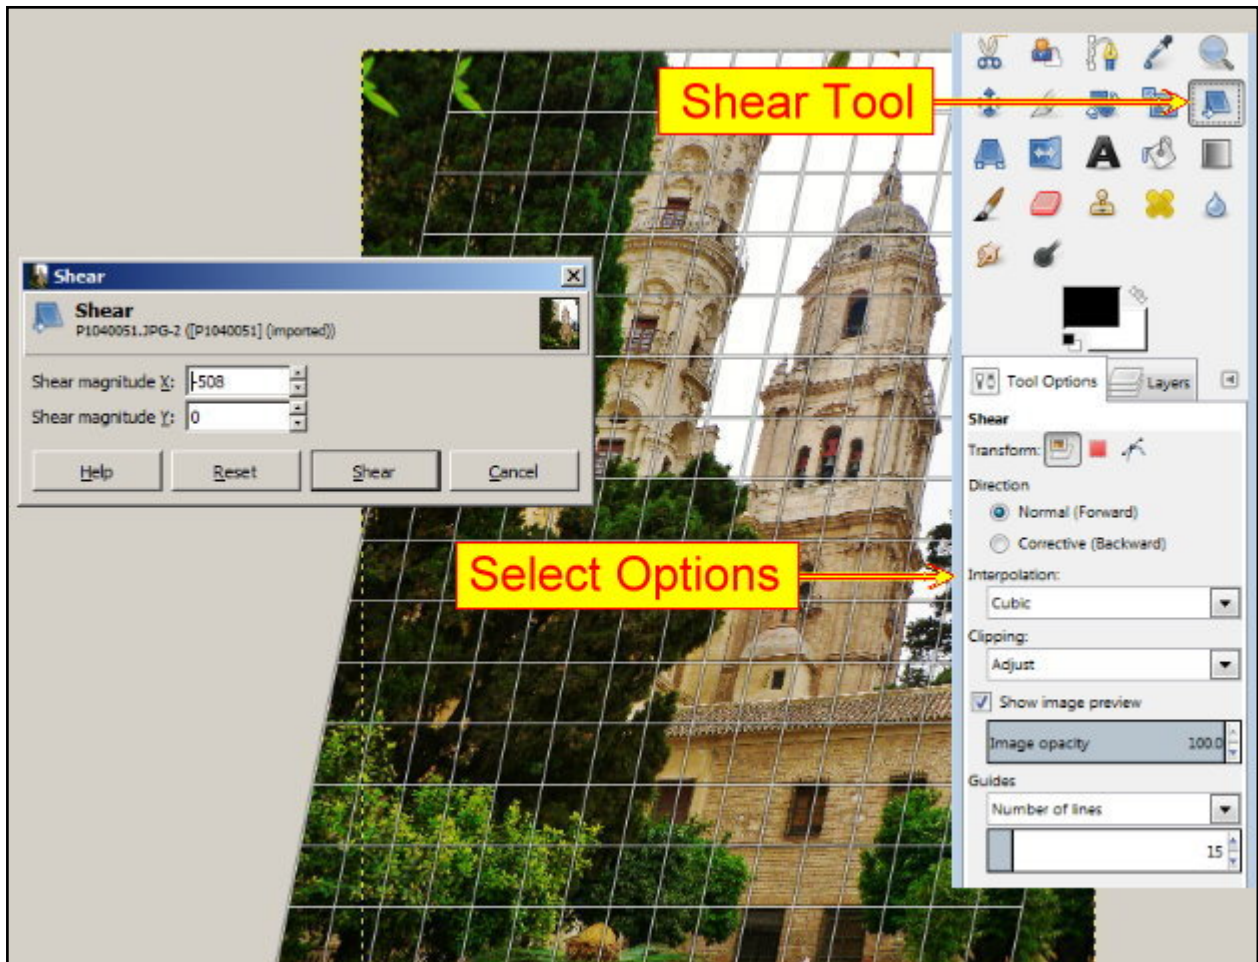 Shear Tool
Shear
Shear
P1040051.JPG-2 ([P1040051] (imported))
Shear magnitude X: -508
Shear magnitude Y: 0
Help Reset Shear Cancel
Select Options
Tool Options Layers
Shear
Transform:
Direction
Normal (Forward)
Corrective (Backward)
Interpolation:
Cubic
Clipping:
Adjust
Show image preview
Image opacity 100.0
Guides
Number of lines
15